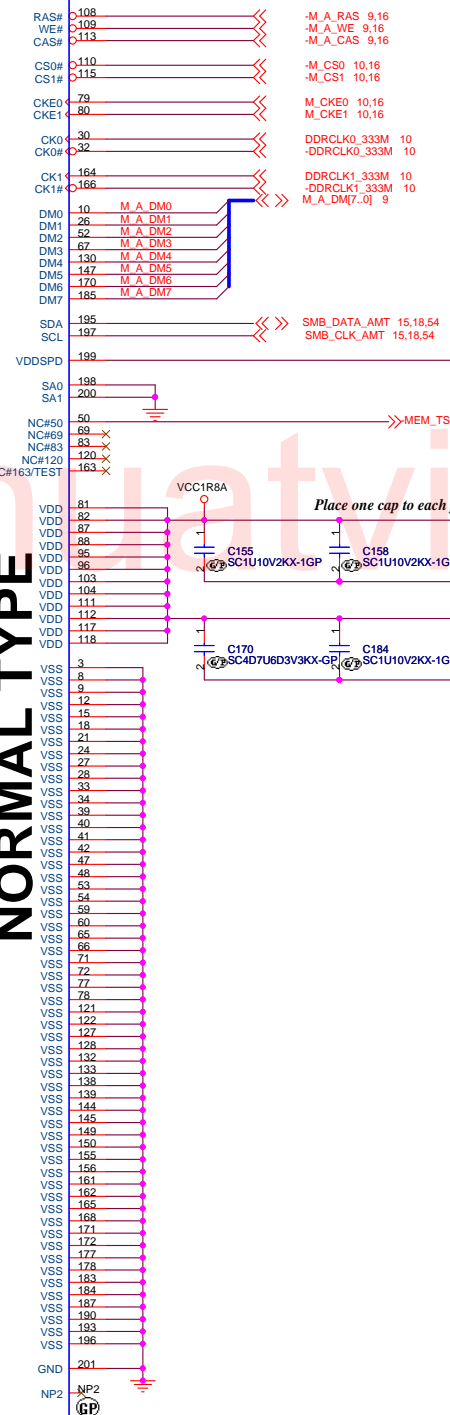 RAS# 108 -M_A_RAS 9,16
WE# 109 -M_A_WE 9,16
CAS# 113 -M_A_CAS 9,16
CS0# 110 -M_CS0 10,16
CS1# 115 -M_CS1 10,16
CKE0 79 M_CKE0 10,16
CKE1 80 M_CKE1 10,16
CK0 30 DDRCLK0_333M 10
CK0# 32 -DDRCLK0_333M 10
CK1 164 DDRCLK1_333M 10
CK1# 166 -DDRCLK1_333M 10
M_A_DM[7..0] 9
DM0 10 M_A_DM0
DM1 26 M_A_DM1
DM2 52 M_A_DM2
DM3 67 M_A_DM3
DM4 130 M_A_DM4
DM5 147 M_A_DM5
DM6 170 M_A_DM6
DM7 185 M_A_DM7
SDA 195 SMB_DATA_AMT 15,18,54
SCL 197 SMB_CLK_AMT 15,18,54
VDDSPD 199
SA0 198
SA1 200
NC#50 50 MEM_TS
NC#69 69
NC#83 83
NC#120 120
C#163/TEST 163
VCC1R8A
Place one cap to each
VDD 81
VDD 82
VDD 87
VDD 88
VDD 95
VDD 96
VDD 103
VDD 104
VDD 111
VDD 112
VDD 117
VDD 118
1 C155
2 G/P SC1U10V2KX-1GP
1 C158
2 G/P SC1U10V2KX-1G
1 C170
2 G/P SC4D7U6D3V3KX-GP
1 C184
2 G/P SC1U10V2KX-1G
NORMAL TYPE
VSS 3
VSS 8
VSS 9
VSS 12
VSS 15
VSS 18
VSS 21
VSS 24
VSS 27
VSS 28
VSS 33
VSS 34
VSS 39
VSS 40
VSS 41
VSS 42
VSS 47
VSS 48
VSS 53
VSS 54
VSS 59
VSS 60
VSS 65
VSS 66
VSS 71
VSS 72
VSS 77
VSS 78
VSS 121
VSS 122
VSS 127
VSS 128
VSS 132
VSS 133
VSS 138
VSS 139
VSS 144
VSS 145
VSS 149
VSS 150
VSS 155
VSS 156
VSS 161
VSS 162
VSS 165
VSS 168
VSS 171
VSS 172
VSS 177
VSS 178
VSS 183
VSS 184
VSS 187
VSS 190
VSS 193
VSS 196
GND 201
NP2 NP2
GP
uatvi